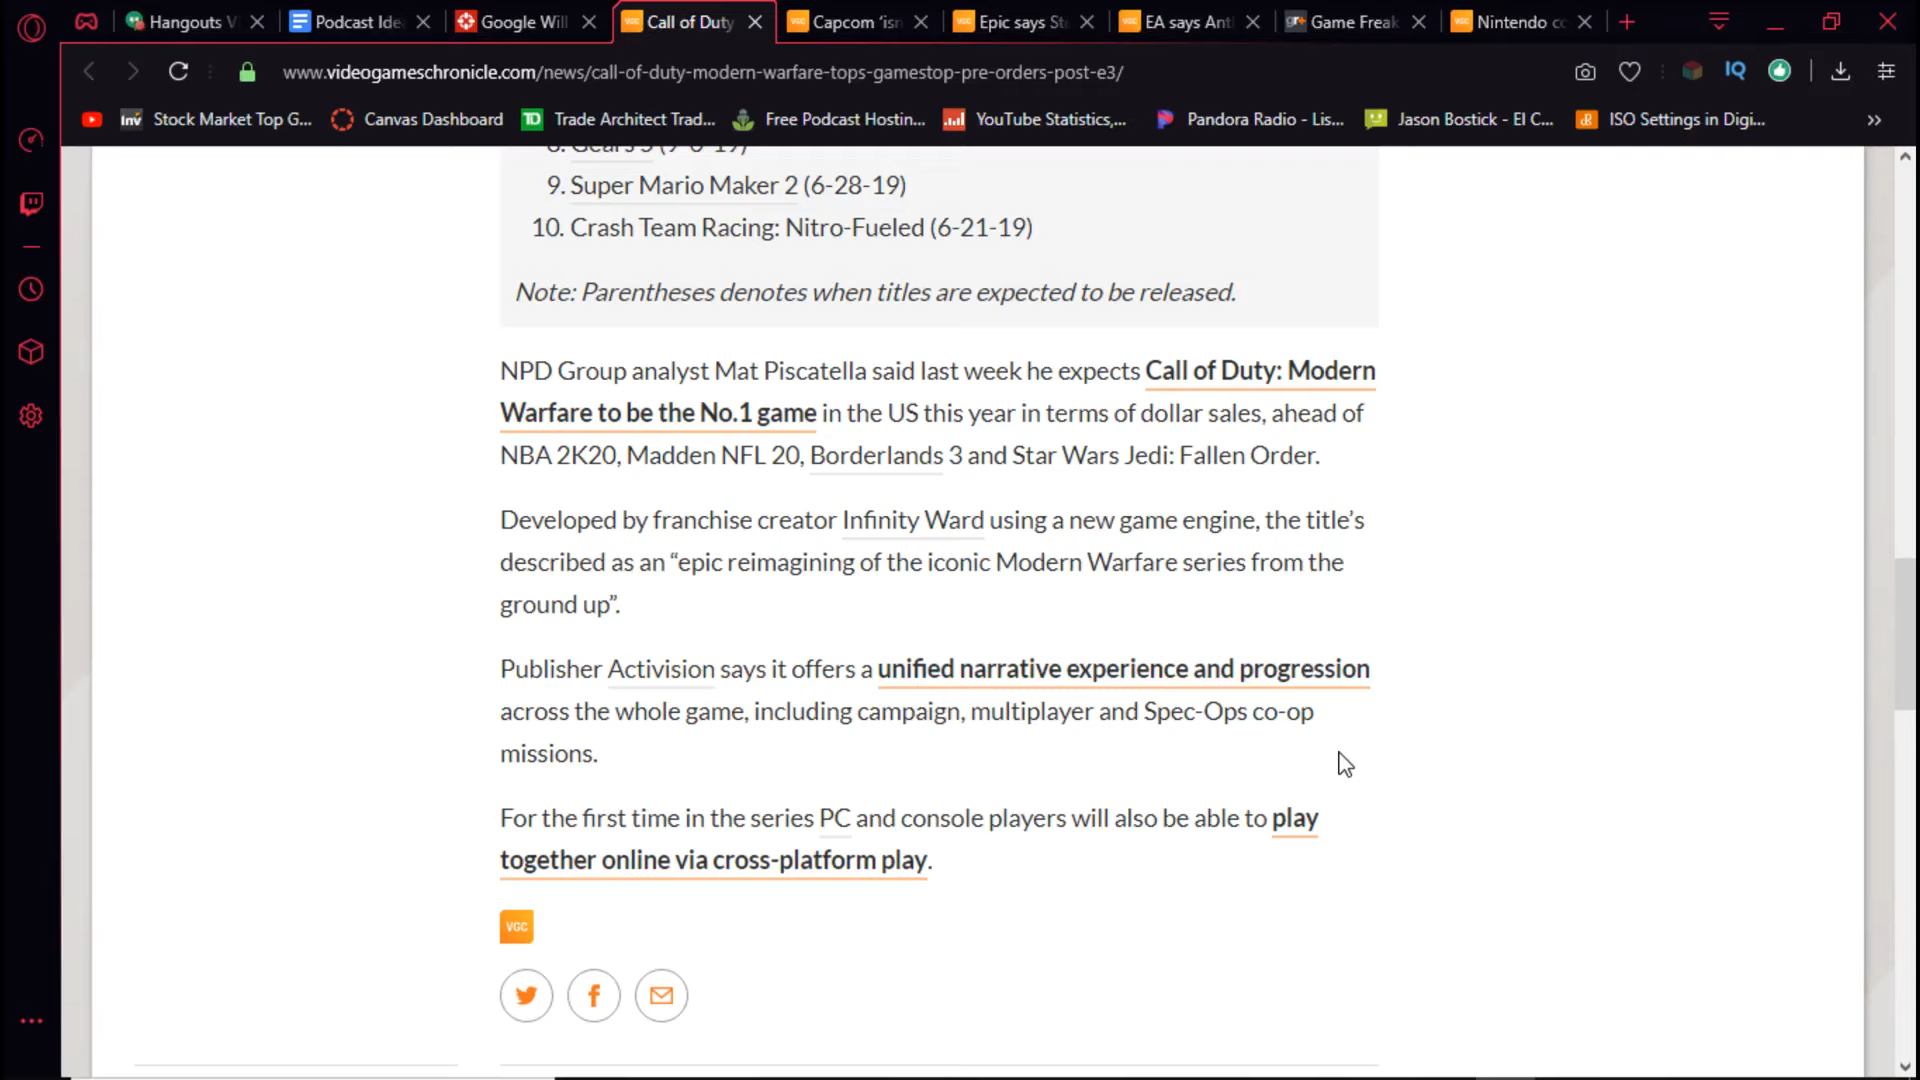 Hangouts V
Podcast Ide
Google Will
Call of Duty
Capcom ‘isn
Epic says St
EA says Ant
Game Freak
Nintendo co
www.videogameschronicle.com/news/call-of-duty-modern-warfare-tops-gamestop-pre-orders-post-e3/
IQ
Inv Stock Market Top G...
Canvas Dashboard
TD Trade Architect Trad...
Free Podcast Hostin...
YouTube Statistics,...
Pandora Radio - Lis...
Jason Bostick - El C...
ISO Settings in Digi...
8. Gears 5 (9-6-19)
9. Super Mario Maker 2 (6-28-19)
10. Crash Team Racing: Nitro-Fueled (6-21-19)
Note: Parentheses denotes when titles are expected to be released.
NPD Group analyst Mat Piscatella said last week he expects Call of Duty: Modern
Warfare to be the No.1 game in the US this year in terms of dollar sales, ahead of
NBA 2K20, Madden NFL 20, Borderlands 3 and Star Wars Jedi: Fallen Order.
Developed by franchise creator Infinity Ward using a new game engine, the title’s
described as an “epic reimagining of the iconic Modern Warfare series from the
ground up”.
Publisher Activision says it offers a unified narrative experience and progression
across the whole game, including campaign, multiplayer and Spec-Ops co-op
missions.
For the first time in the series PC and console players will also be able to play
together online via cross-platform play.
VGC